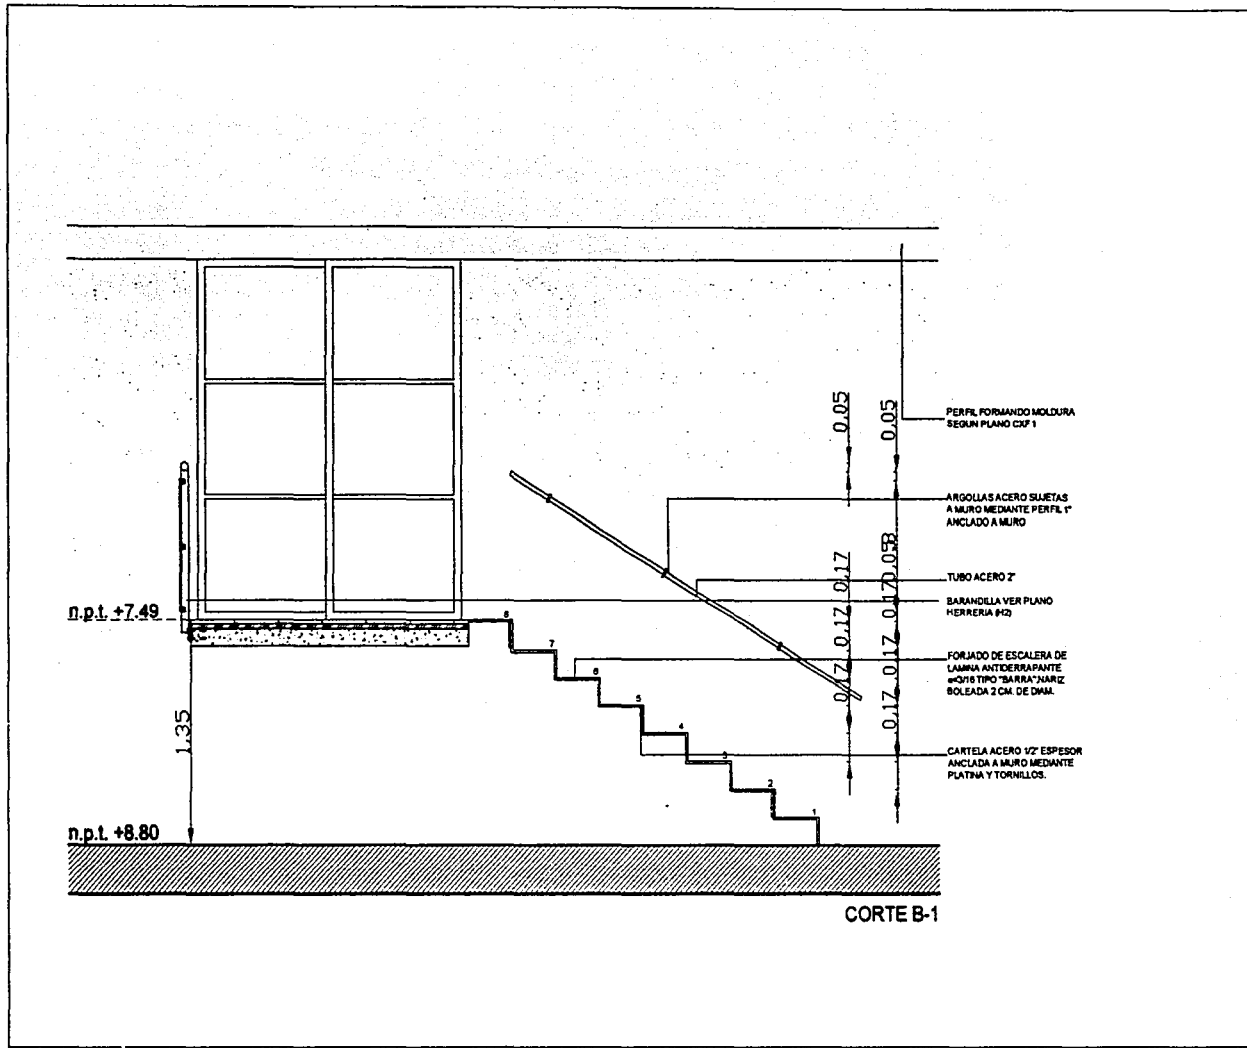 PERFIL FORMANDO MOLDURA
SEGUN PLANO CXF 1
0.05
0.05
ARGOLLAS ACERO SUJETAS
A MURO MEDIANTE PERFIL 1"
ANCLADO A MURO
TUBO ACERO 2"
BARANDILLA VER PLANO
HERRERIA (H2)
FORJADO DE ESCALERA DE
LAMINA ANTIDERRAPANTE
e=3/16 TIPO "BARRA", NARIZ
BOLEADA 2 CM. DE DIAM.
CARTELA ACERO 1/2" ESPESOR
ANCLADA A MURO MEDIANTE
PLATINA Y TORNILLOS.
0.17
0.17
0.17
0.05
0.17
0.17
0.17
n.p.t. +7.49
8
7
6
5
4
3
2
1
1.35
n.p.t. +8.80
CORTE B-1